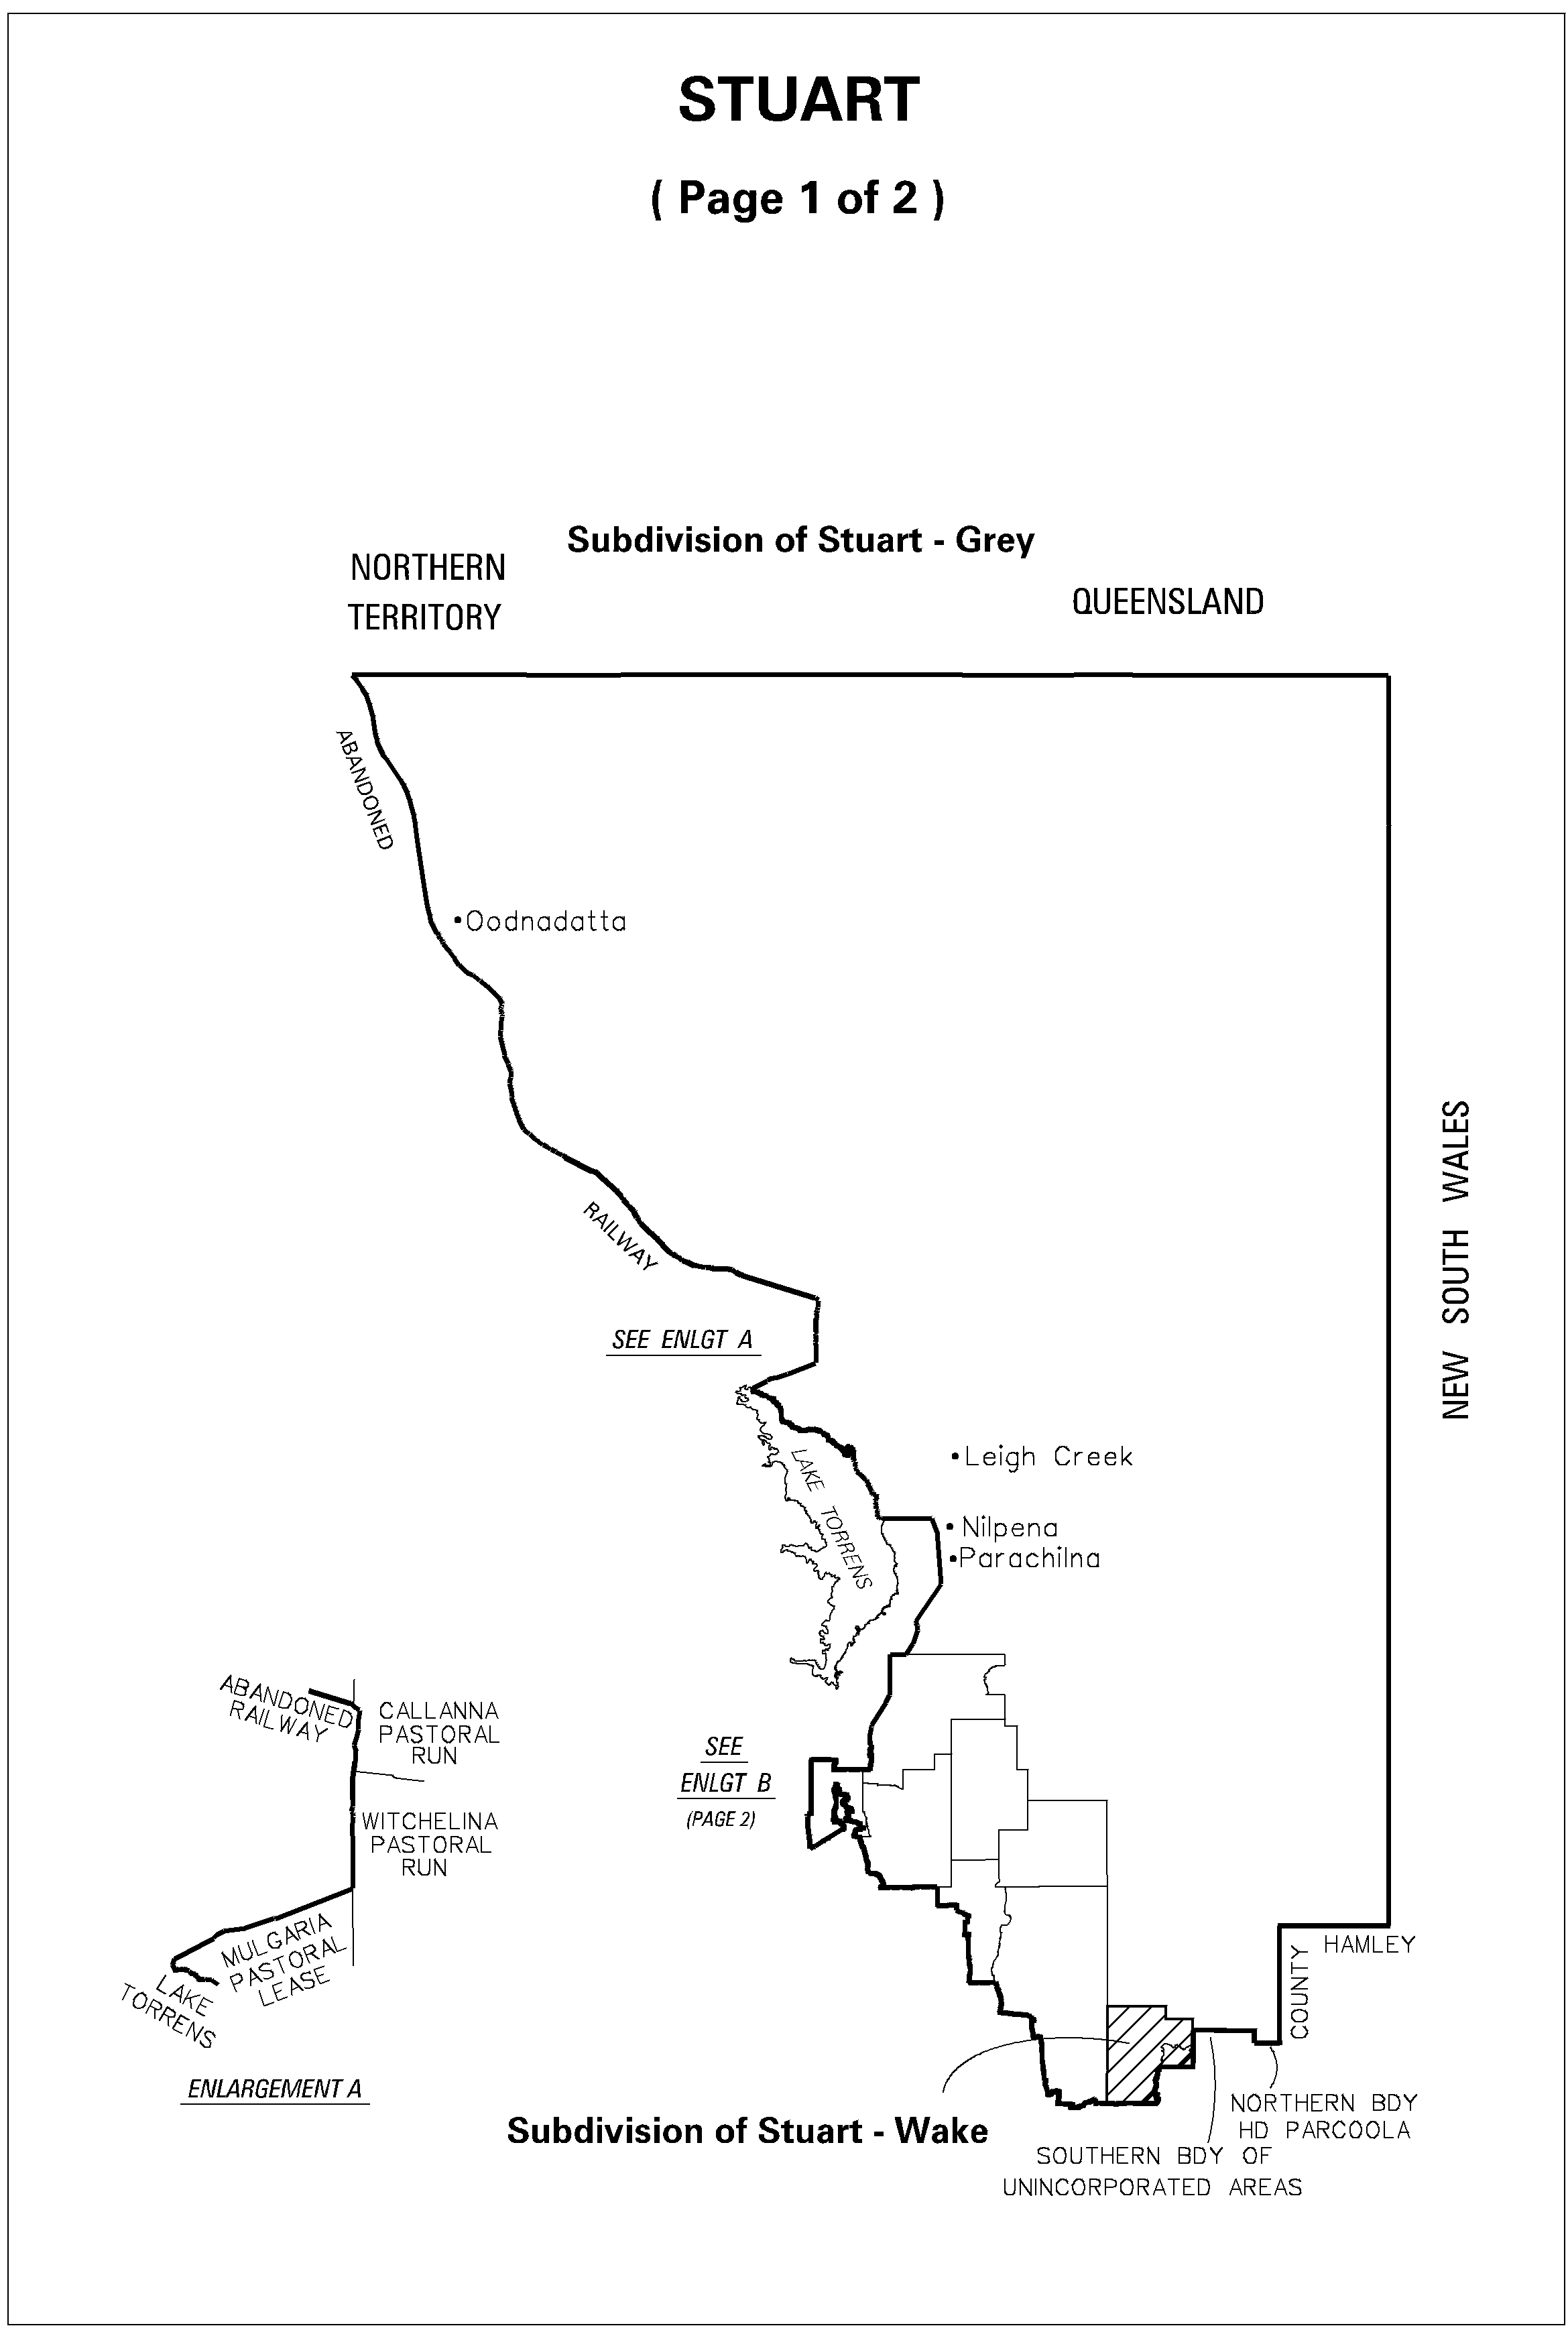 STUART
( Page 1 of 2 )
Subdivision of Stuart - Grey
NORTHERN
TERRITORY
QUEENSLAND
ABANDONED
Oodnadatta
NEW SOUTH WALES
RAILWAY
SEE ENLGT A
LAKE TORRENS
Leigh Creek
Nilpena
Parachilna
ABANDONED
RAILWAY
CALLANNA
PASTORAL
RUN
WITCHELINA
PASTORAL
RUN
MULGARIA
PASTORAL
LEASE
LAKE
TORRENS
ENLARGEMENT A
SEE
ENLGT B
(PAGE 2)
HAMLEY
COUNTY
NORTHERN BDY
HD PARCOOLA
Subdivision of Stuart - Wake
SOUTHERN BDY OF
UNINCORPORATED AREAS